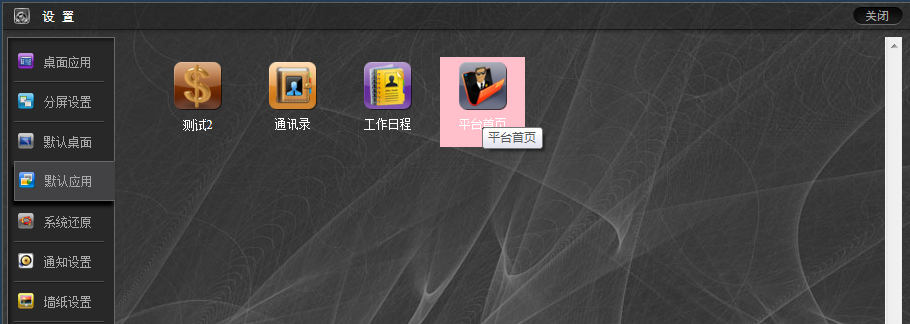 设 置
关闭
桌面应用
分屏设置
默认桌面
默认应用
系统还原
通知设置
墙纸设置
测试2
通讯录
工作日程
平台首页
平台首页